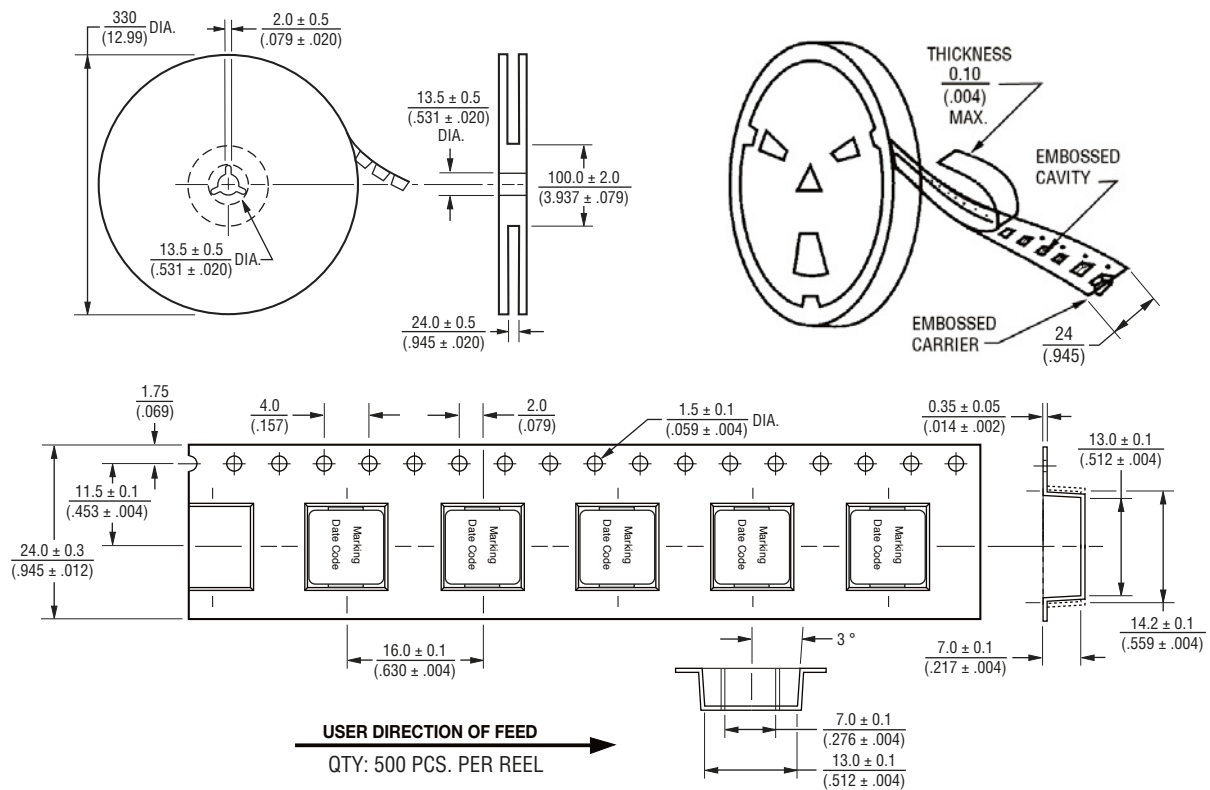 330
(12.99)
DIA.
2.0 ± 0.5
(.079 ± .020)
13.5 ± 0.5
(.531 ± .020)
DIA.
100.0 ± 2.0
(3.937 ± .079)
13.5 ± 0.5
(.531 ± .020)
DIA.
24.0 ± 0.5
(.945 ± .020)
THICKNESS
0.10
(.004)
MAX.
EMBOSSED
CAVITY
EMBOSSED
CARRIER
24
(.945)
1.75
(.069)
4.0
(.157)
2.0
(.079)
1.5 ± 0.1
(.059 ± .004)
DIA.
0.35 ± 0.05
(.014 ± .002)
13.0 ± 0.1
(.512 ± .004)
11.5 ± 0.1
(.453 ± .004)
24.0 ± 0.3
(.945 ± .012)
Marking
Date Code
Marking
Date Code
Marking
Date Code
Marking
Date Code
Marking
Date Code
14.2 ± 0.1
(.559 ± .004)
16.0 ± 0.1
(.630 ± .004)
3 °
7.0 ± 0.1
(.217 ± .004)
7.0 ± 0.1
(.276 ± .004)
13.0 ± 0.1
(.512 ± .004)
USER DIRECTION OF FEED
QTY: 500 PCS. PER REEL